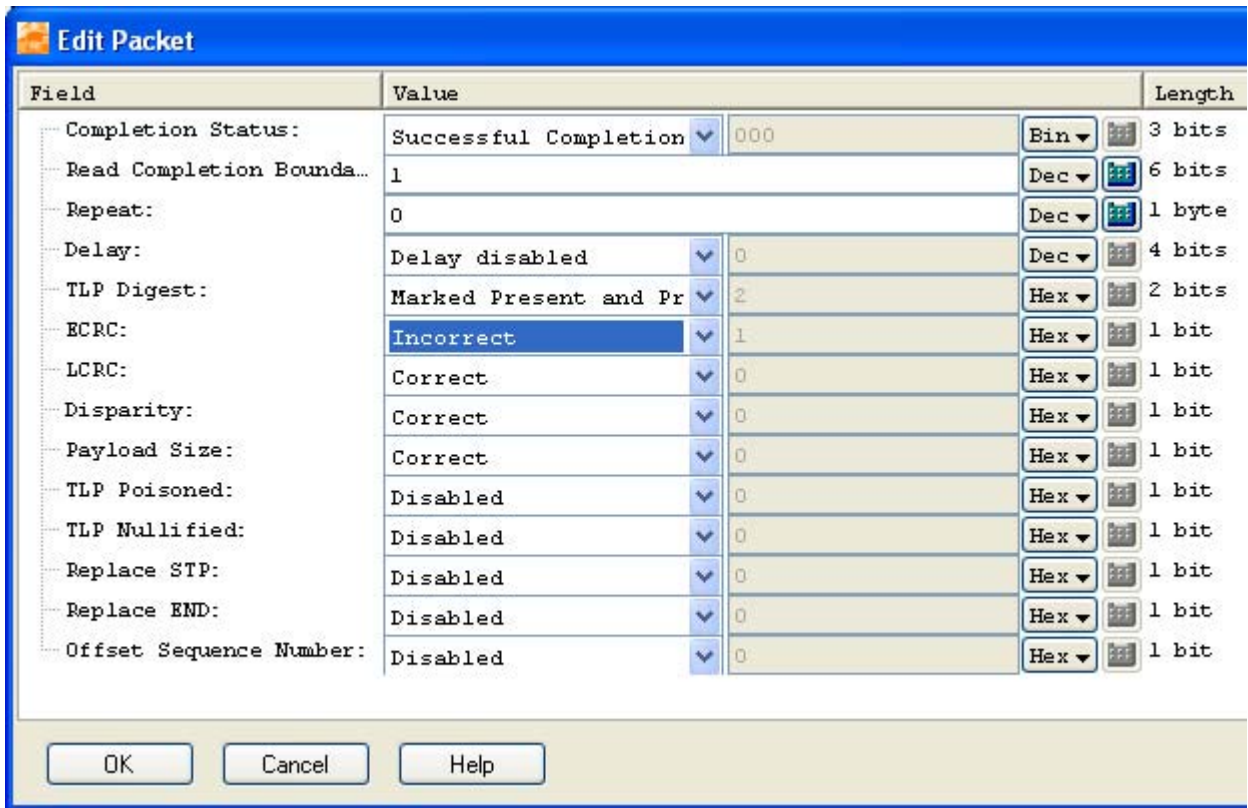 Edit Packet
Field Value Length
Completion Status: Successful Completion 000 Bin 3 bits
Read Completion Bounda... 1 Dec 6 bits
Repeat: 0 Dec 1 byte
Delay: Delay disabled 0 Dec 4 bits
TLP Digest: Marked Present and Pr 2 Hex 2 bits
ECRC: Incorrect 1 Hex 1 bit
LCRC: Correct 0 Hex 1 bit
Disparity: Correct 0 Hex 1 bit
Payload Size: Correct 0 Hex 1 bit
TLP Poisoned: Disabled 0 Hex 1 bit
TLP Nullified: Disabled 0 Hex 1 bit
Replace STP: Disabled 0 Hex 1 bit
Replace END: Disabled 0 Hex 1 bit
Offset Sequence Number: Disabled 0 Hex 1 bit
OK Cancel Help